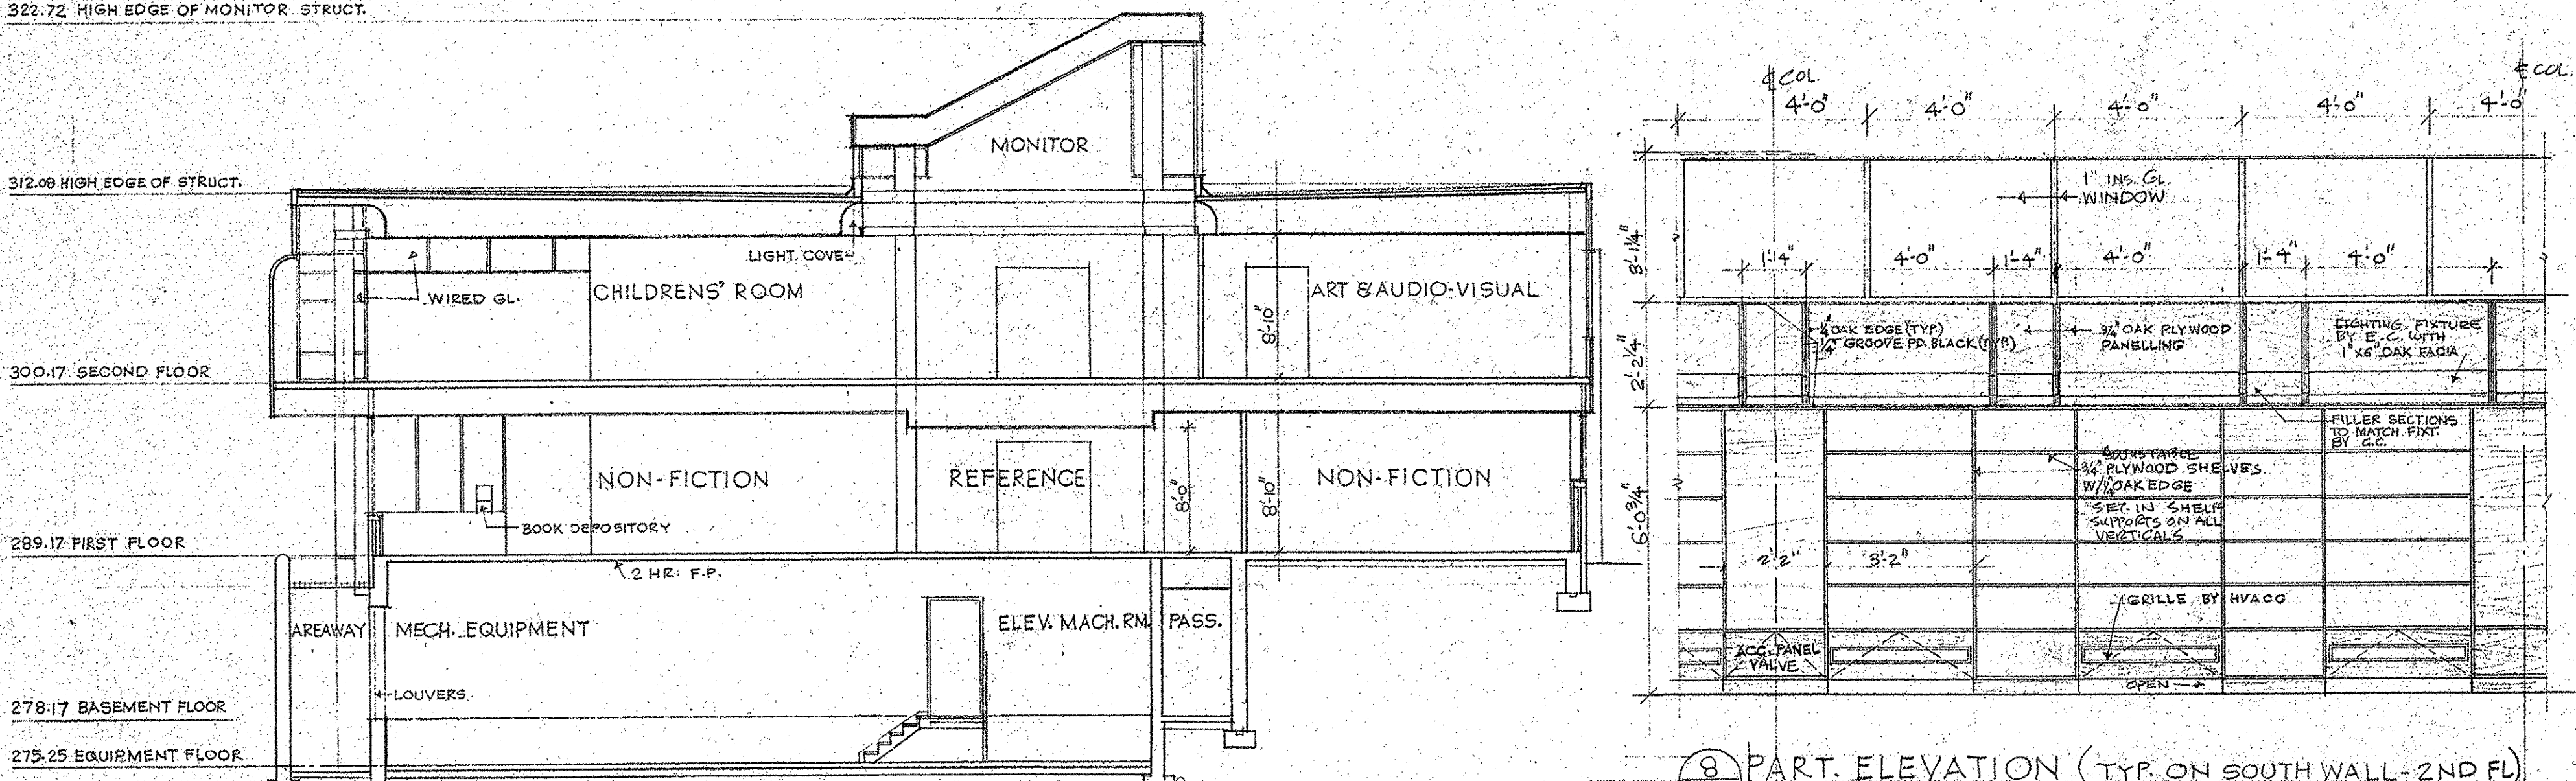 322.72 HIGH EDGE OF MONITOR STRUCT.
312.08 HIGH EDGE OF STRUCT.
300.17 SECOND FLOOR
289.17 FIRST FLOOR
278.17 BASEMENT FLOOR
275.25 EQUIPMENT FLOOR
MONITOR
LIGHT COVE
WIRED GL.
CHILDRENS' ROOM
ART & AUDIO-VISUAL
8'-10"
NON-FICTION
REFERENCE
8'-0"
8'-10"
NON-FICTION
BOOK DEPOSITORY
2 HR. F.P.
AREAWAY
MECH. EQUIPMENT
ELEV. MACH. RM.
PASS.
LOUVERS
COL.
COL.
4'-0"
4'-0"
4'-0"
4'-0"
4'-0"
1" INS. GL.
WINDOW
3'-1 1/4"
1'-4"
4'-0"
1'-4"
4'-0"
1'-4"
4'-0"
2'-2 1/4"
1/4" OAK EDGE (TYP.)
1/4" GROOVE PD. BLACK (TYP.)
3/4" OAK PLYWOOD
PANELLING
LIGHTING FIXTURE
BY E.C. WITH
1"X6" OAK FACIA
FILLER SECTIONS
TO MATCH FIXT.
BY G.C.
6'-0 3/4"
ADJUSTABLE
3/4" PLYWOOD SHELVES
W/ 1/4" OAK EDGE
SET IN SHELF
SUPPORTS ON ALL
VERTICALS
2'-2"
3'-2"
GRILLE BY HVACC
ACC. PANEL
VALVE
OPEN
8 PART. ELEVATION (TYP. ON SOUTH WALL-2ND FL)